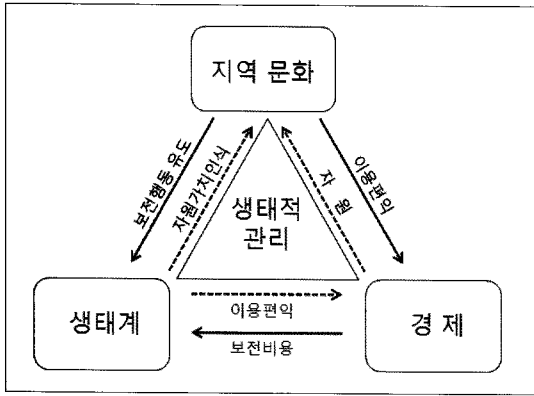 지역 문화
보전행동 유도
자원가치인식
자 원
이용편익
생태적
관리
생태계
이용편익
보전비용
경 제